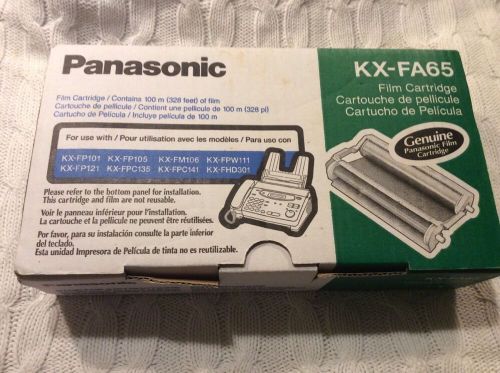 Panasonic
Film Cartridge / Contains 100 m (328 feet) of film
Cartouche de pellicule / Contient une pellicule de 100 m (328 pi)
Cartucho de Película / Incluye película de 100 m
For use with / Pour utilisation avec les modèles / Para uso con
KX-FP101 KX-FP105 KX-FM106 KX-FPW111
KX-FP121 KX-FPC135 KX-FPC141 KX-FHD301
Please refer to the bottom panel for installation.
This cartridge and film are not reusable.
Voir le panneau inférieur pour l'installation.
La cartouche et la pellicule ne peuvent être réutilisées.
Por favor, para su instalación consulte la parte inferior
del teclado.
Esta unidad Impresora de Película de tinta no es reutilizable.
KX-FA65
Film Cartridge
Cartouche de pellicule
Cartucho de Película
Genuine
Panasonic Film
Cartridge